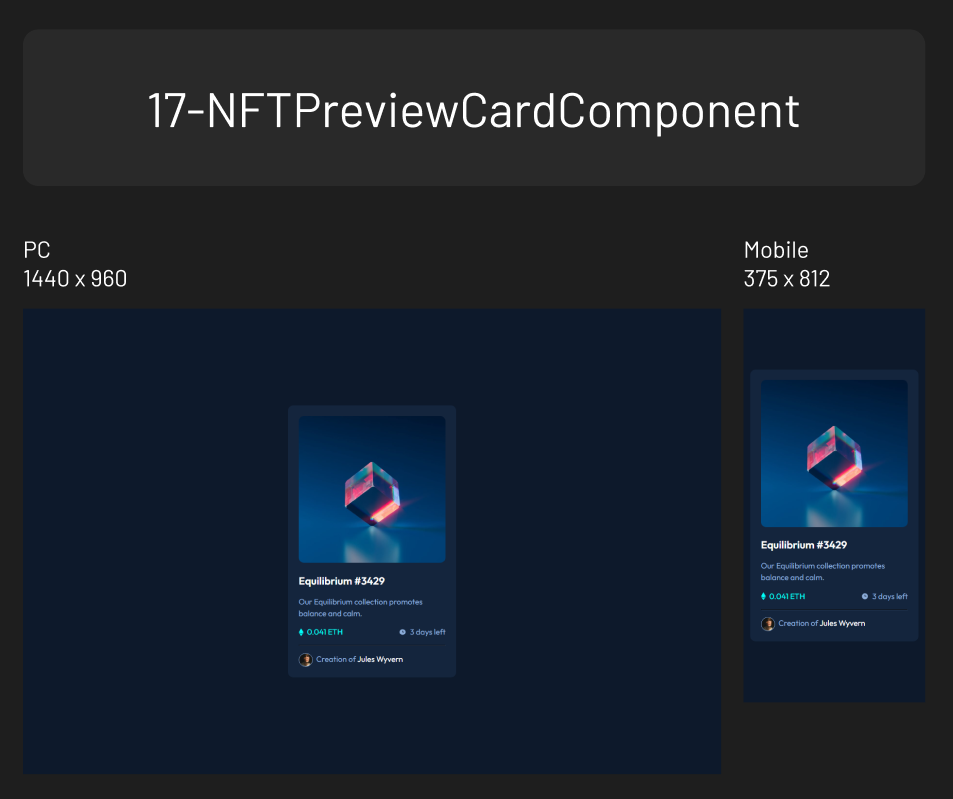 17-NFTPreviewCardComponent
PC
1440 x 960
Equilibrium #3429
Our Equilibrium collection promotes
balance and calm.
0.041 ETH
3 days left
Creation of Jules Wyvern
Mobile
375 x 812
Equilibrium #3429
Our Equilibrium collection promotes
balance and calm.
0.041 ETH
3 days left
Creation of Jules Wyvern